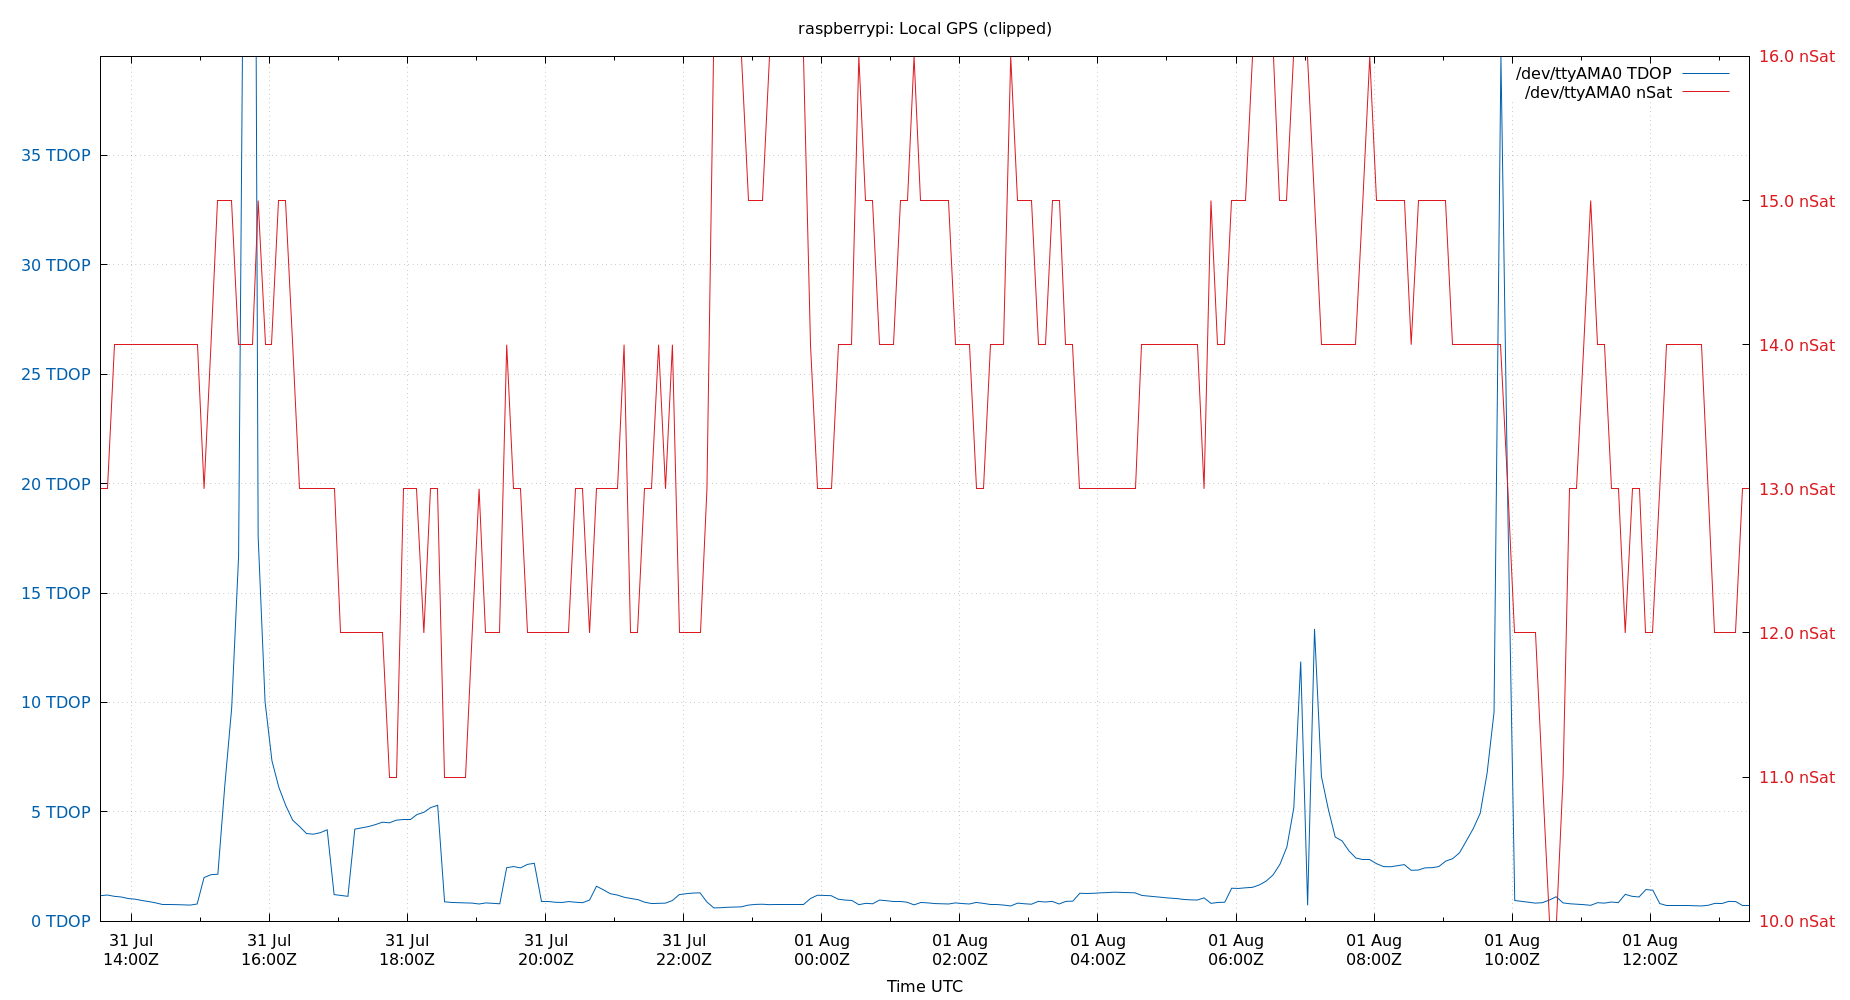 raspberrypi: Local GPS (clipped)
/dev/ttyAMA0 TDOP
/dev/ttyAMA0 nSat
35 TDOP
30 TDOP
25 TDOP
20 TDOP
15 TDOP
10 TDOP
5 TDOP
0 TDOP
16.0 nSat
15.0 nSat
14.0 nSat
13.0 nSat
12.0 nSat
11.0 nSat
10.0 nSat
31 Jul
14:00Z
31 Jul
16:00Z
31 Jul
18:00Z
31 Jul
20:00Z
31 Jul
22:00Z
01 Aug
00:00Z
01 Aug
02:00Z
01 Aug
04:00Z
01 Aug
06:00Z
01 Aug
08:00Z
01 Aug
10:00Z
01 Aug
12:00Z
Time UTC